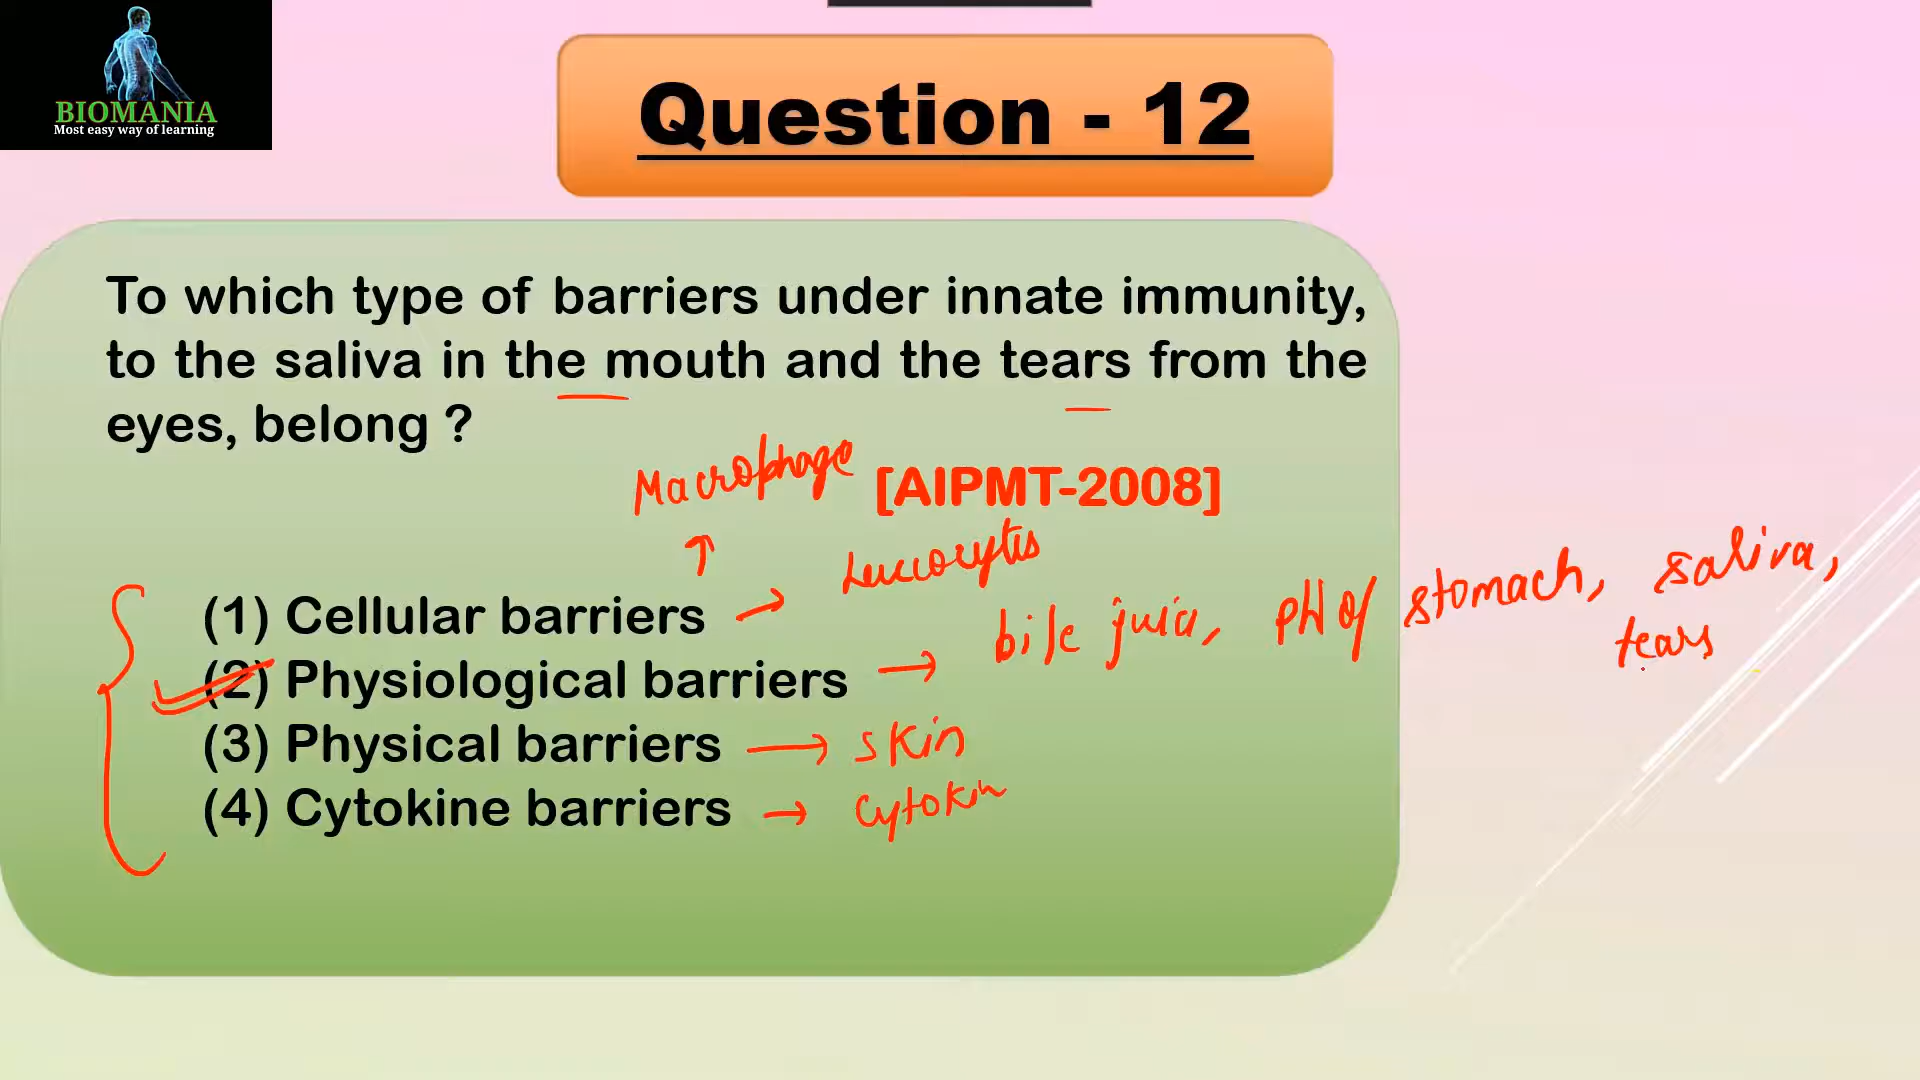 BIOMANIA
Most easy way of learning
Question - 12
To which type of barriers under innate immunity,
to the saliva in the mouth and the tears from the
eyes, belong ?
Macrophage
[AIPMT-2008]
↑
(1) Cellular barriers → Leucocytes
(2) Physiological barriers → bile juice, pH of stomach, saliva,
tears
(3) Physical barriers → skin
(4) Cytokine barriers → Cytokin